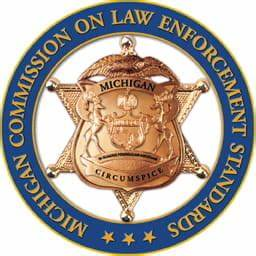 MICHIGAN COMMISSION ON LAW ENFORCEMENT STANDARDS
MICHIGAN
CIRCUMSPICE